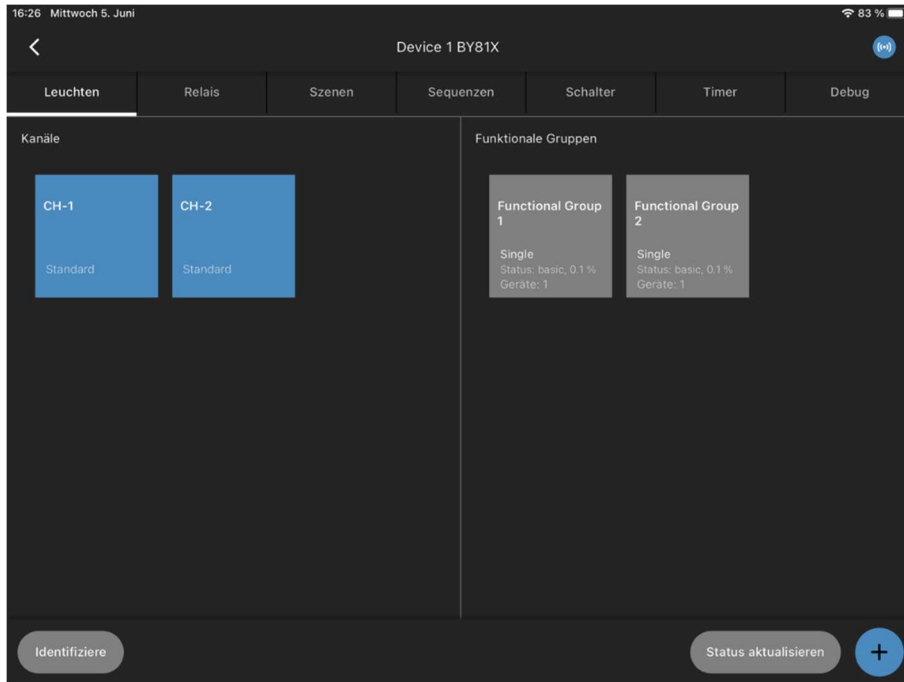 16:26 Mittwoch 5. Juni
83 %
Device 1 BY81X
Leuchten
Relais
Szenen
Sequenzen
Schalter
Timer
Debug
Kanäle
CH-1
Standard
CH-2
Standard
Funktionale Gruppen
Functional Group
1
Single
Status: basic, 0.1 %
Geräte: 1
Functional Group
2
Single
Status: basic, 0.1 %
Geräte: 1
Identifiziere
Status aktualisieren
+